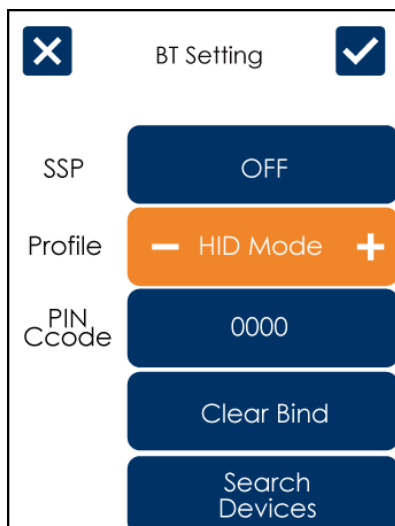 BT Setting
SSP
OFF
Profile
− HID Mode +
PIN
Ccode
0000
Clear Bind
Search
Devices